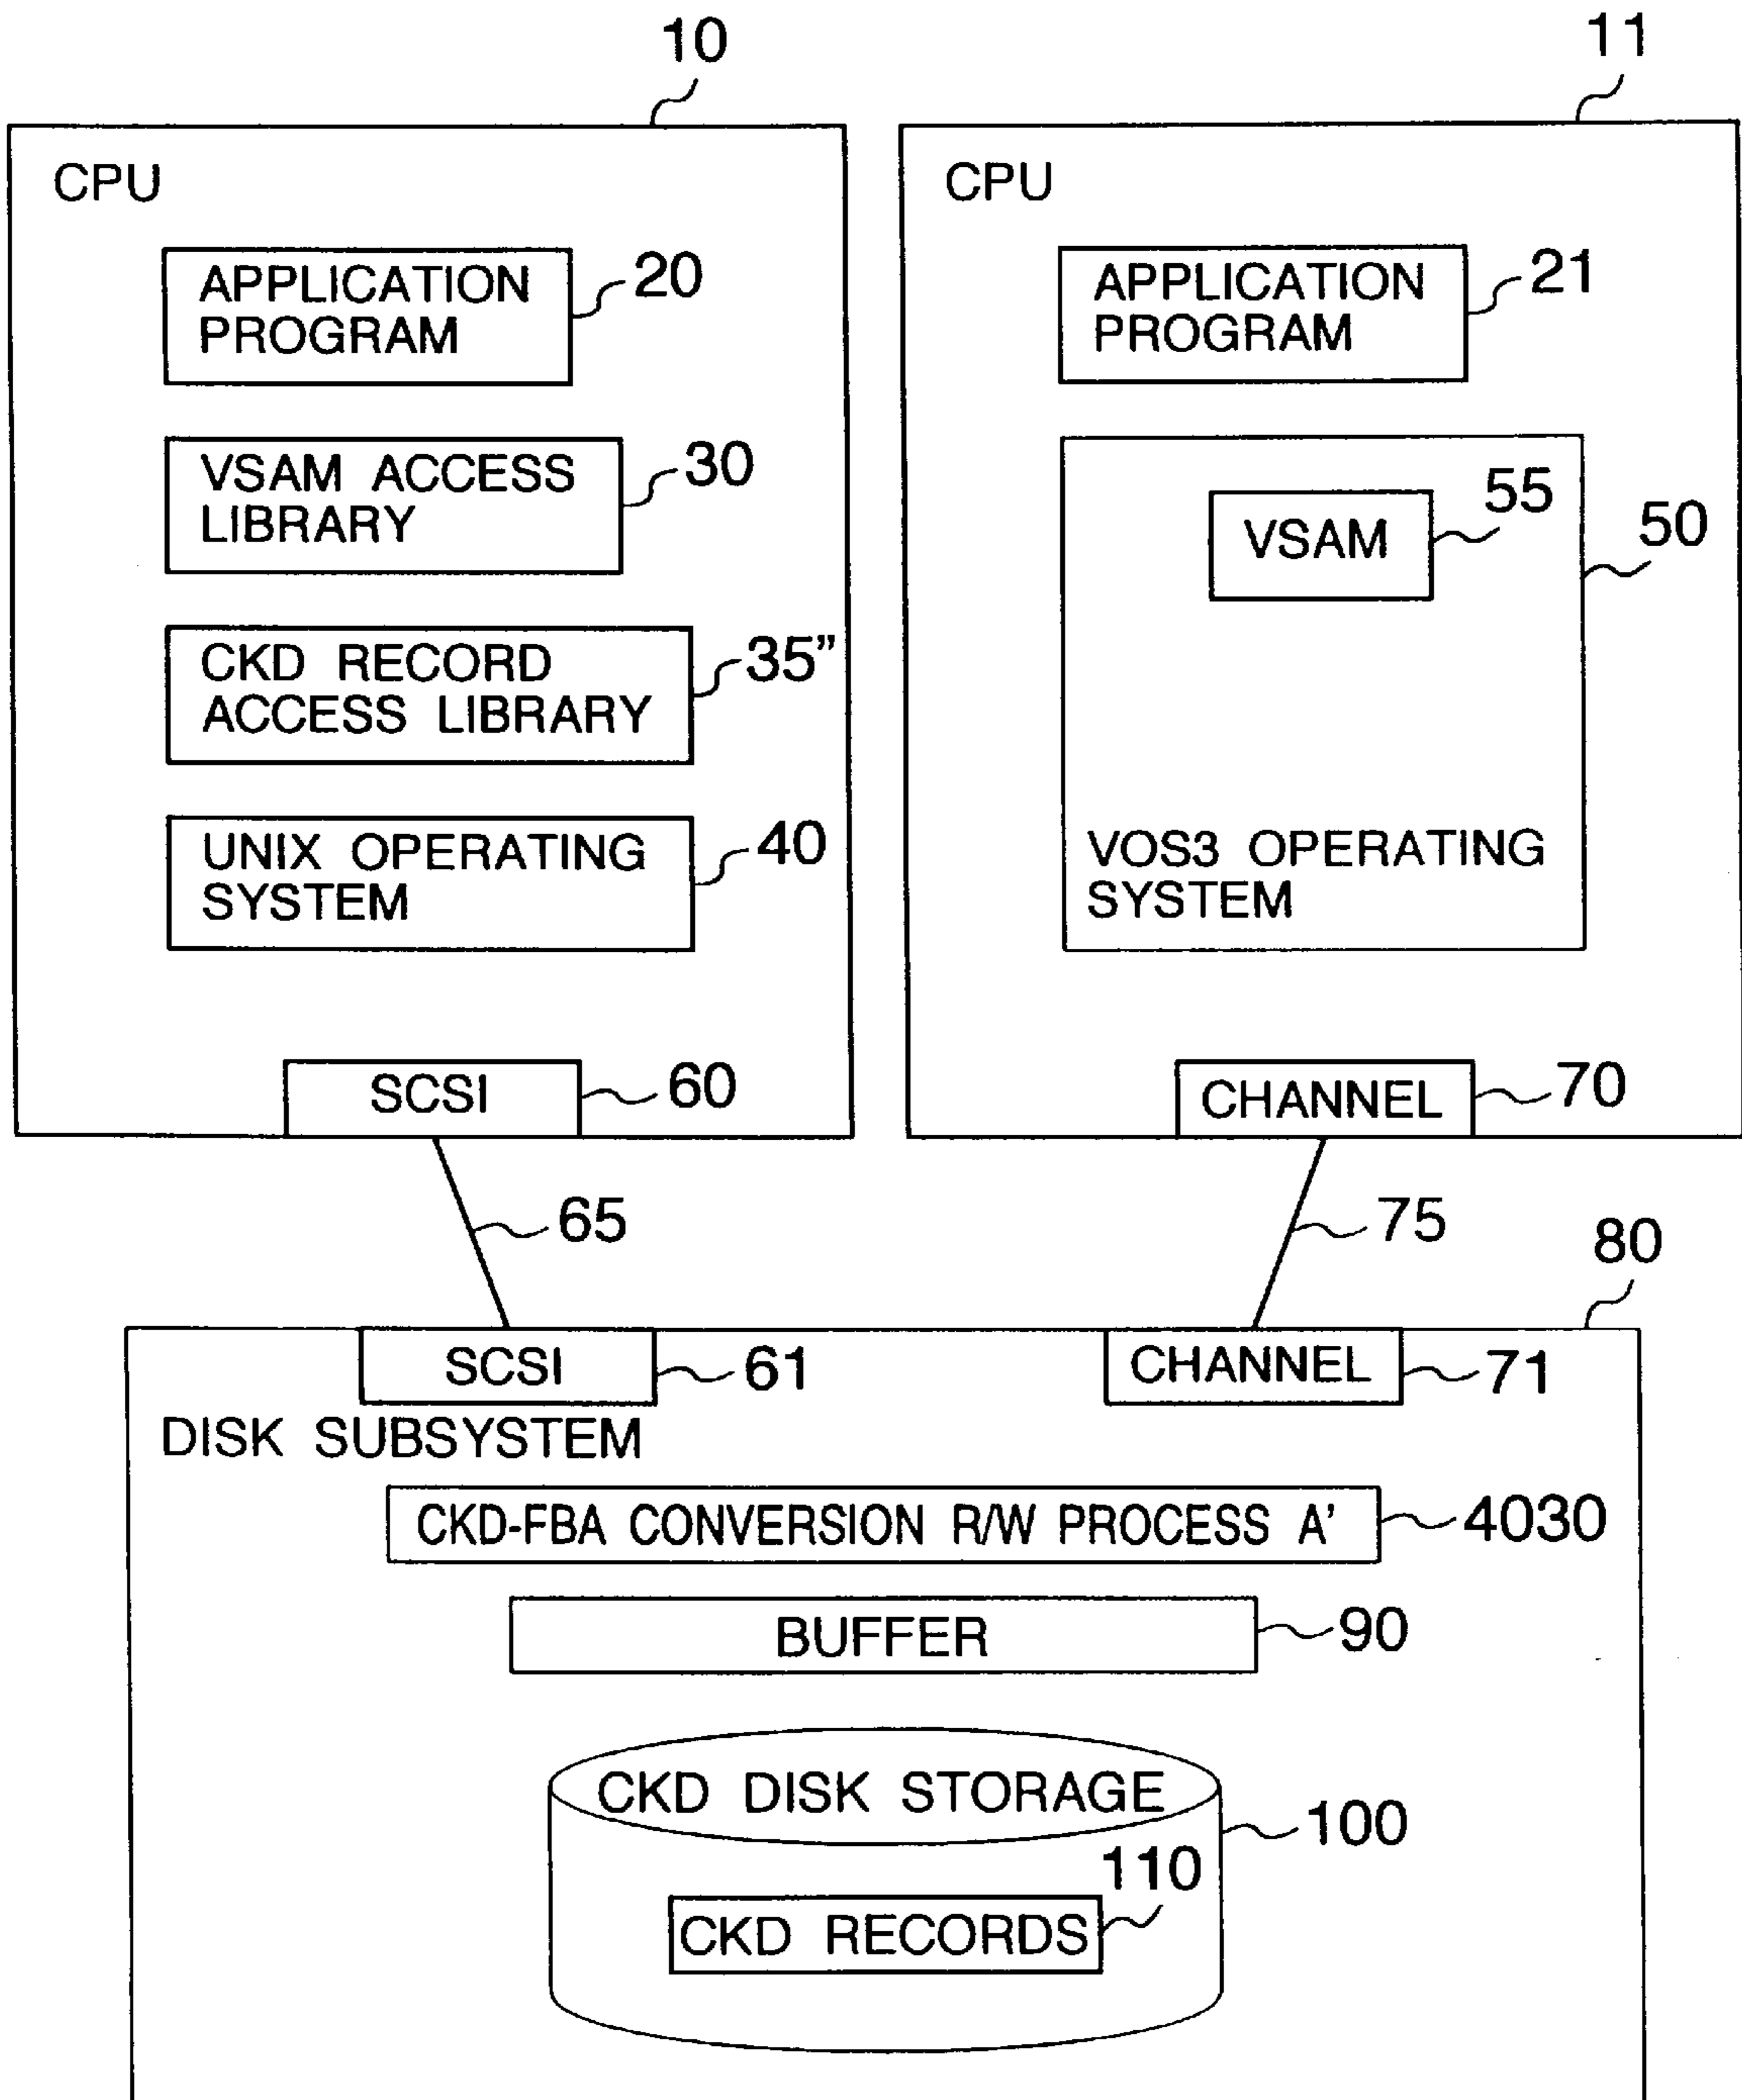 10
11
CPU
CPU
APPLICATION
PROGRAM
20
APPLICATION
PROGRAM
21
VSAM ACCESS
LIBRARY
30
VSAM
55
50
CKD RECORD
ACCESS LIBRARY
35”
UNIX OPERATING
SYSTEM
40
VOS3 OPERATING
SYSTEM
SCSI
60
CHANNEL
70
65
75
80
SCSI
61
CHANNEL
71
DISK SUBSYSTEM
CKD-FBA CONVERSION R/W PROCESS A’
4030
BUFFER
90
CKD DISK STORAGE
100
110
CKD RECORDS